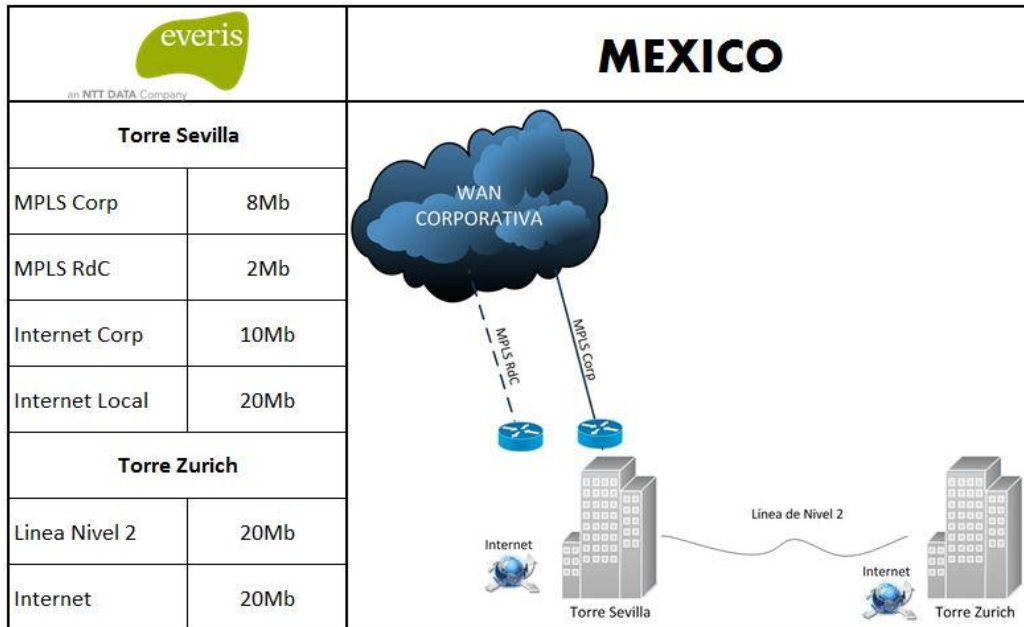 everis
an NTT DATA Company
MEXICO
Torre Sevilla
MPLS Corp 8Mb
MPLS RdC 2Mb
Internet Corp 10Mb
Internet Local 20Mb
Torre Zurich
Linea Nivel 2 20Mb
Internet 20Mb
WAN
CORPORATIVA
MPLS RdC
MPLS Corp
Línea de Nivel 2
Internet
Torre Sevilla
Internet
Torre Zurich